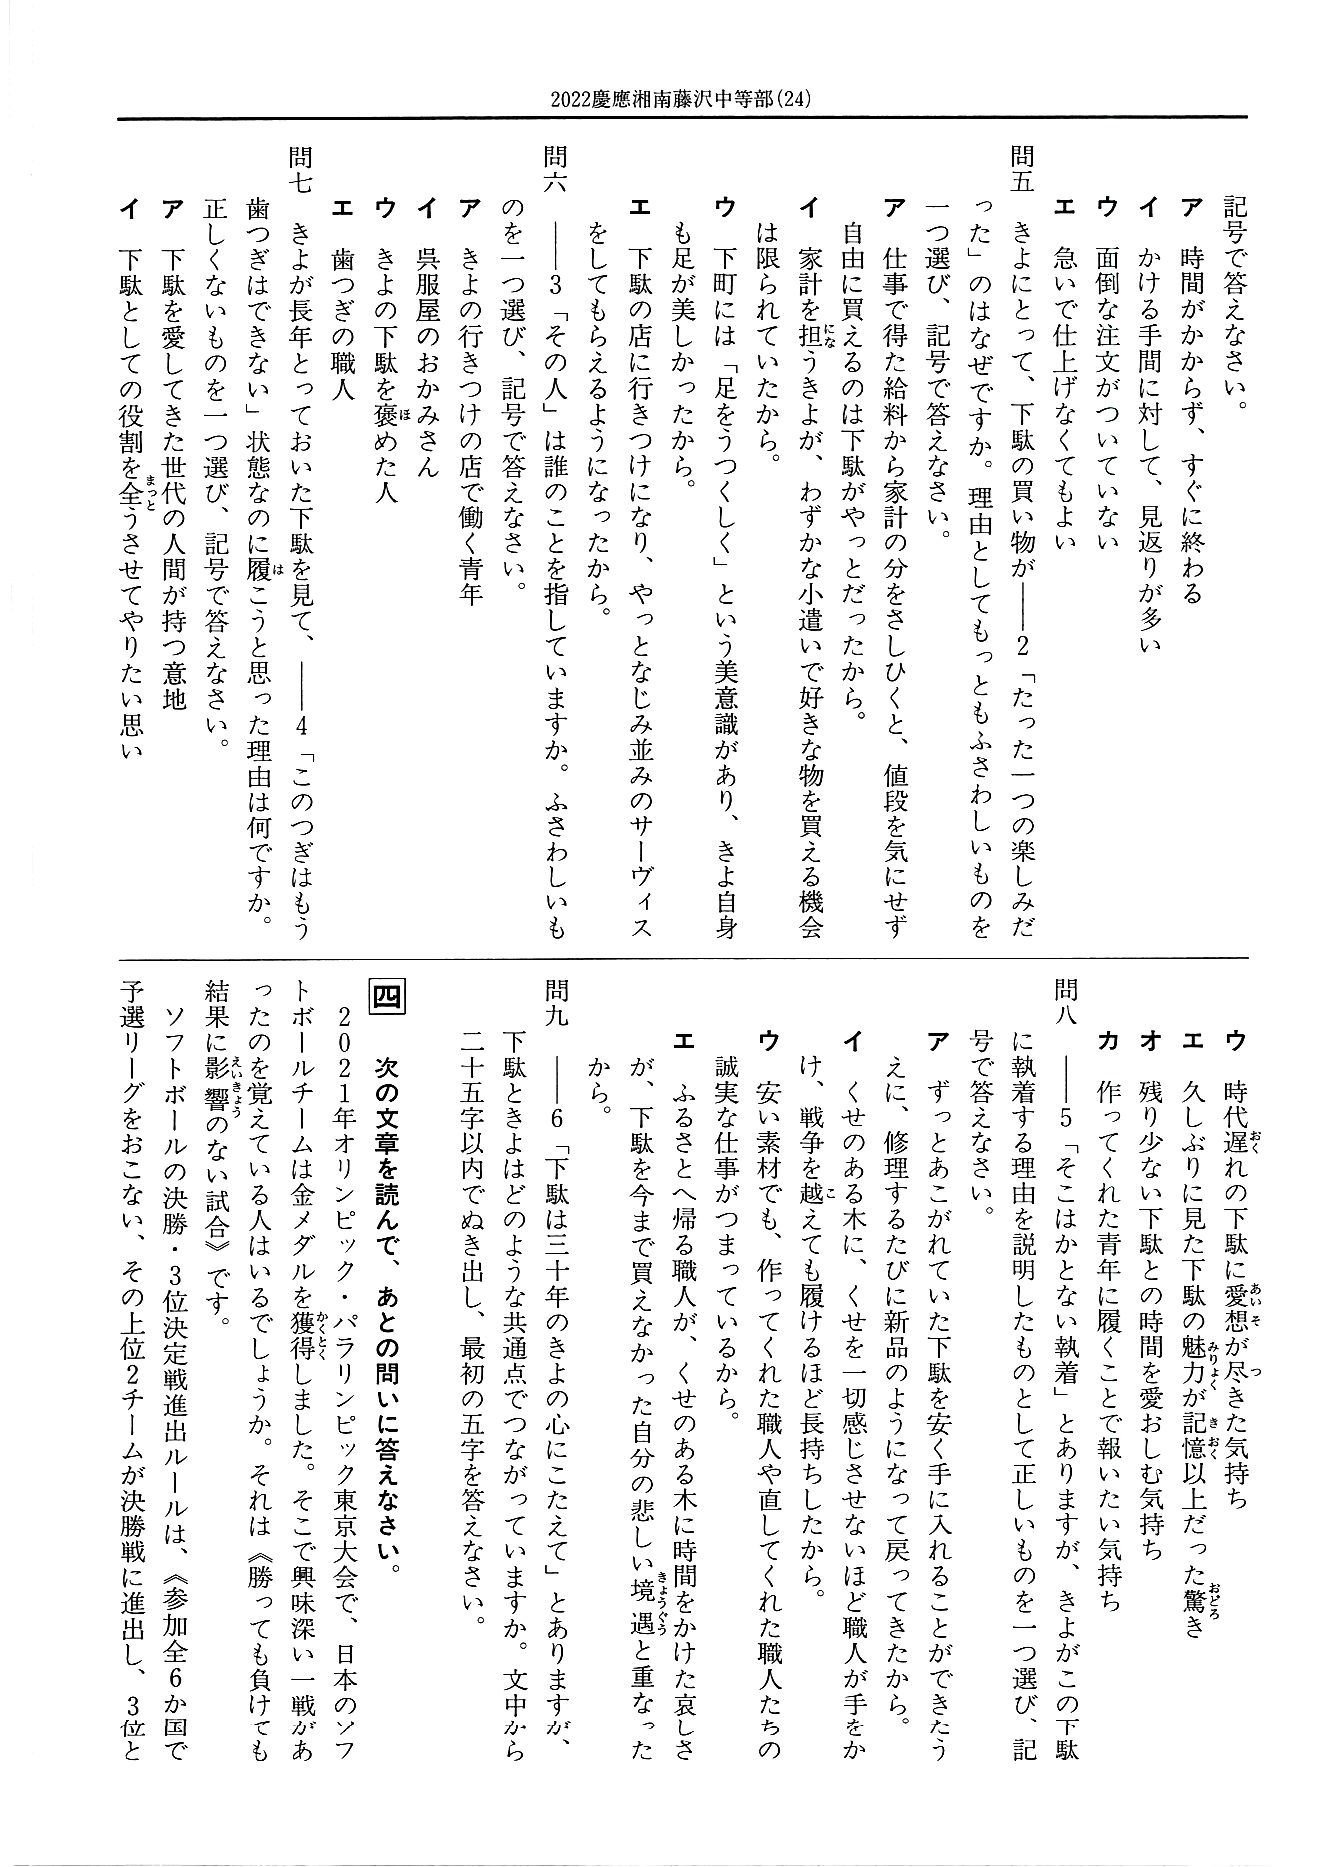 2022慶應湘南藤沢中等部(24)
記号で答えなさい。
ア　時間がかからず、すぐに終わる
イ　かける手間に対して、見返りが多い
ウ　面倒な注文がついていない
エ　急いで仕上げなくてもよい
問五　きよにとって、下駄の買い物が――2「たった一つの楽しみだ
った」のはなぜですか。理由としてもっともふさわしいものを
一つ選び、記号で答えなさい。
ア　仕事で得た給料から家計の分をさしひくと、値段を気にせず
自由に買えるのは下駄がやっとだったから。
イ　家計を担うきよが、わずかな小遣いで好きな物を買える機会
は限られていたから。
ウ　下町には「足をうつくしく」という美意識があり、きよ自身
も足が美しかったから。
エ　下駄の店に行きつけになり、やっとなじみ並みのサーヴィス
をしてもらえるようになったから。
問六　――3「その人」は誰のことを指していますか。ふさわしいも
のを一つ選び、記号で答えなさい。
ア　きよの行きつけの店で働く青年
イ　呉服屋のおかみさん
ウ　きよの下駄を褒めた人
エ　歯つぎの職人
問七　きよが長年とっておいた下駄を見て、――4「このつぎはもう
歯つぎはできない」状態なのに履こうと思った理由は何ですか。
正しくないものを一つ選び、記号で答えなさい。
ア　下駄を愛してきた世代の人間が持つ意地
イ　下駄としての役割を全うさせてやりたい思い
ウ　時代遅れの下駄に愛想が尽きた気持ち
エ　久しぶりに見た下駄の魅力が記憶以上だった驚き
オ　残り少ない下駄との時間を愛おしむ気持ち
カ　作ってくれた青年に履くことで報いたい気持ち
問八　――5「そこはかとない執着」とありますが、きよがこの下駄
に執着する理由を説明したものとして正しいものを一つ選び、記
号で答えなさい。
ア　ずっとあこがれていた下駄を安く手に入れることができたう
えに、修理するたびに新品のようになって戻ってきたから。
イ　くせのある木に、くせを一切感じさせないほど職人が手をか
け、戦争を越えても履けるほど長持ちしたから。
ウ　安い素材でも、作ってくれた職人や直してくれた職人たちの
誠実な仕事がつまっているから。
エ　ふるさとへ帰る職人が、くせのある木に時間をかけた哀しさ
が、下駄を今まで買えなかった自分の悲しい境遇と重なった
から。
問九　――6「下駄は三十年のきよの心にこたえて」とありますが、
下駄ときよはどのような共通点でつながっていますか。文中から
二十五字以内でぬき出し、最初の五字を答えなさい。
四　次の文章を読んで、あとの問いに答えなさい。
2021年オリンピック・パラリンピック東京大会で、日本のソフ
トボールチームは金メダルを獲得しました。そこで興味深い一戦があ
ったのを覚えている人はいるでしょうか。それは《勝っても負けても
結果に影響のない試合》です。
ソフトボールの決勝・3位決定戦進出ルールは、《参加全6か国で
予選リーグをおこない、その上位2チームが決勝戦に進出し、3位と